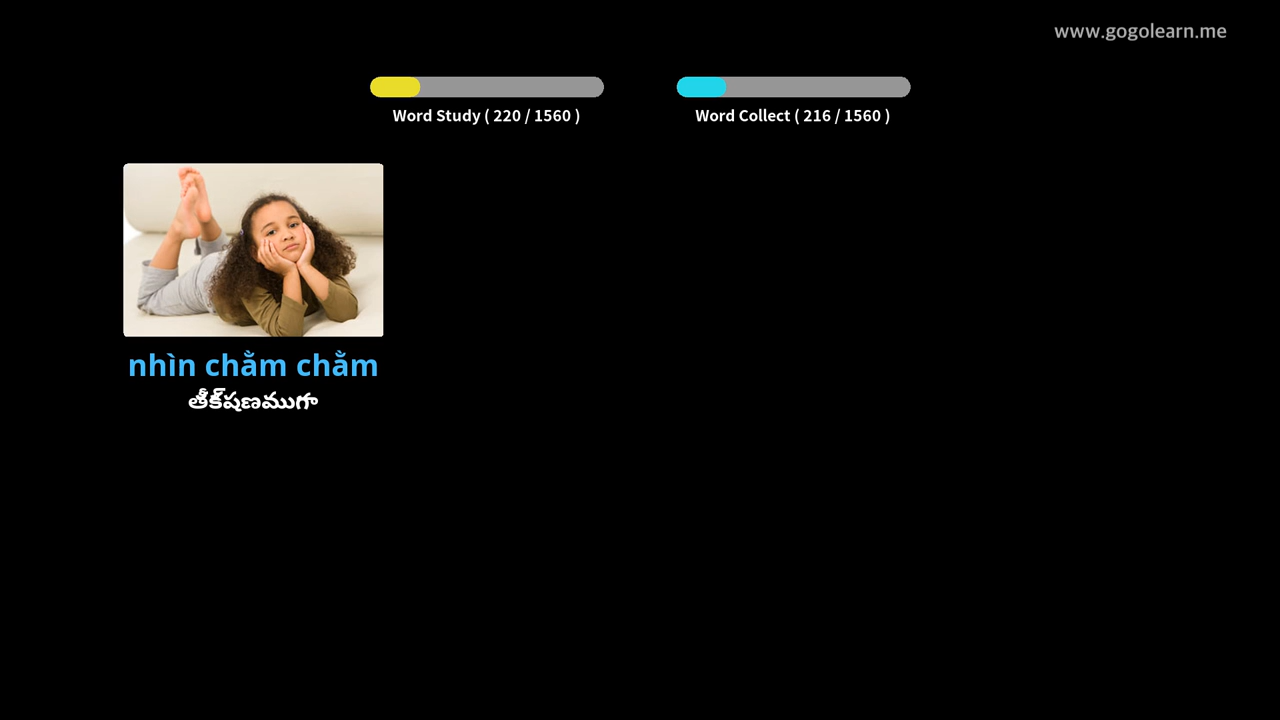 www.gogolearn.me
Word Study ( 220 / 1560 )
Word Collect ( 216 / 1560 )
nhìn chằm chằm
తీక్షణముగా